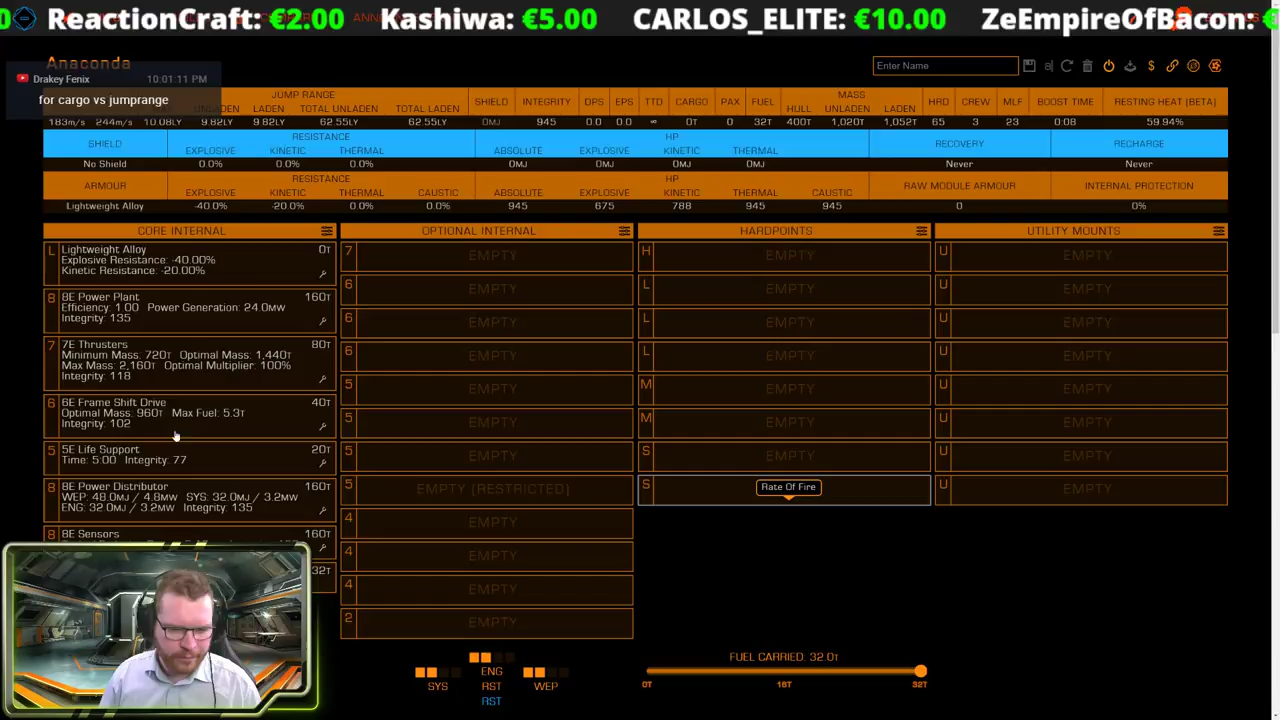 ReactionCraft: €2.00 Kashiwa: €5.00 CARLOS_ELITE: €10.00 ZeEmpireOfBacon: €
Anaconda
Enter Name
Drakey Fenix 10:01:11 PM
for cargo vs jumprange
JUMP RANGE SHIELD INTEGRITY DPS EPS TTD CARGO PAX FUEL MASS HRD CREW MLF BOOST TIME RESTING HEAT (BETA)
UNLADEN LADEN TOTAL UNLADEN TOTAL LADEN HULL UNLADEN LADEN
183m/s 244m/s 10.08LY 9.82LY 9.82LY 62.55LY 62.55LY 0MJ 945 0.0 0.0 ∞ 0T 0 32T 400T 1,020T 1,052T 65 3 23 0:08 59.94%
SHIELD RESISTANCE HP RECOVERY RECHARGE
EXPLOSIVE KINETIC THERMAL ABSOLUTE EXPLOSIVE KINETIC THERMAL
No Shield 0.0% 0.0% 0.0% 0MJ 0MJ 0MJ 0MJ Never Never
ARMOUR RESISTANCE HP RAW MODULE ARMOUR INTERNAL PROTECTION
EXPLOSIVE KINETIC THERMAL CAUSTIC ABSOLUTE EXPLOSIVE KINETIC THERMAL CAUSTIC
Lightweight Alloy -40.0% -20.0% 0.0% 0.0% 945 675 788 945 945 0 0%
CORE INTERNAL
L Lightweight Alloy 0T
Explosive Resistance: -40.00%
Kinetic Resistance: -20.00%
8 8E Power Plant 160T
Efficiency: 1.00 Power Generation: 24.0MW
Integrity: 135
7 7E Thrusters 80T
Minimum Mass: 720T Optimal Mass: 1,440T
Max Mass: 2,160T Optimal Multiplier: 100%
Integrity: 118
6 6E Frame Shift Drive 40T
Optimal Mass: 960T Max Fuel: 5.3T
Integrity: 102
5 5E Life Support 20T
Time: 5:00 Integrity: 77
8 8E Power Distributor 160T
WEP: 48.0MJ / 4.8MW SYS: 32.0MJ / 3.2MW
ENG: 32.0MJ / 3.2MW Integrity: 135
8 8E Sensors 160T
32T
OPTIONAL INTERNAL
7 EMPTY
6 EMPTY
6 EMPTY
6 EMPTY
5 EMPTY
5 EMPTY
5 EMPTY
5 EMPTY (RESTRICTED)
4 EMPTY
4 EMPTY
4 EMPTY
2 EMPTY
HARDPOINTS
H EMPTY
L EMPTY
L EMPTY
L EMPTY
M EMPTY
M EMPTY
S EMPTY
S Rate Of Fire
UTILITY MOUNTS
U EMPTY
U EMPTY
U EMPTY
U EMPTY
U EMPTY
U EMPTY
U EMPTY
U EMPTY
SYS ENG WEP
RST
RST
FUEL CARRIED: 32.0T
0T 16T 32T